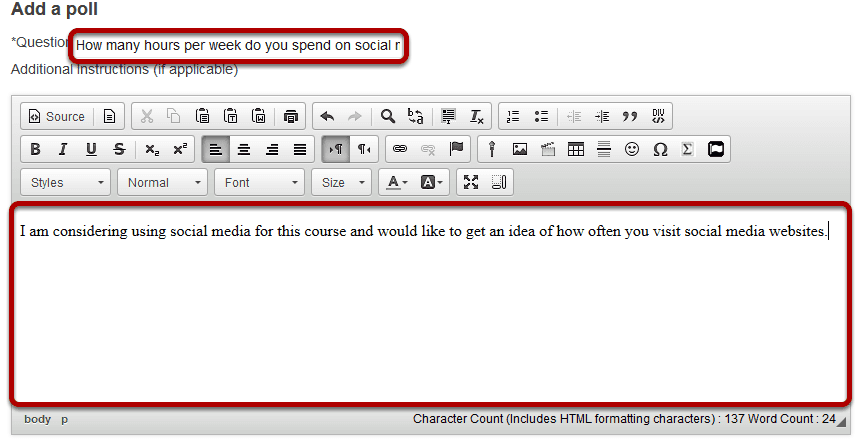 Add a poll
*Question How many hours per week do you spend on social r
Additional Instructions (if applicable)
Source
B I U S x₂ x² ¶ ¶ Ω Σ
Styles Normal Font Size A A
I am considering using social media for this course and would like to get an idea of how often you visit social media websites.
body p Character Count (Includes HTML formatting characters) : 137 Word Count : 24